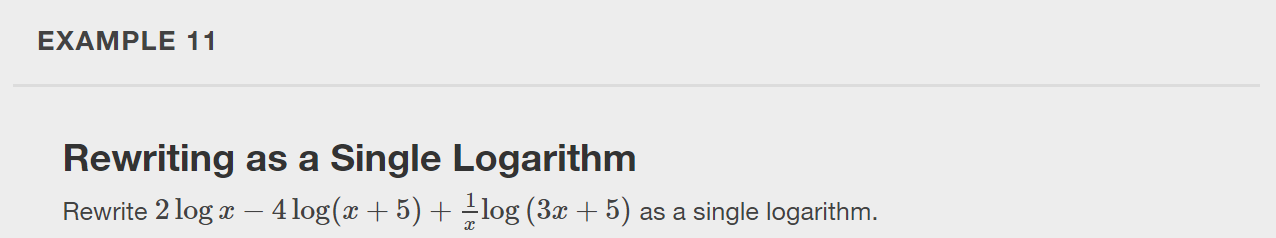 EXAMPLE 11
Rewriting as a Single Logarithm
Rewrite 2 log x − 4 log(x + 5) + 1/x log (3x + 5) as a single logarithm.